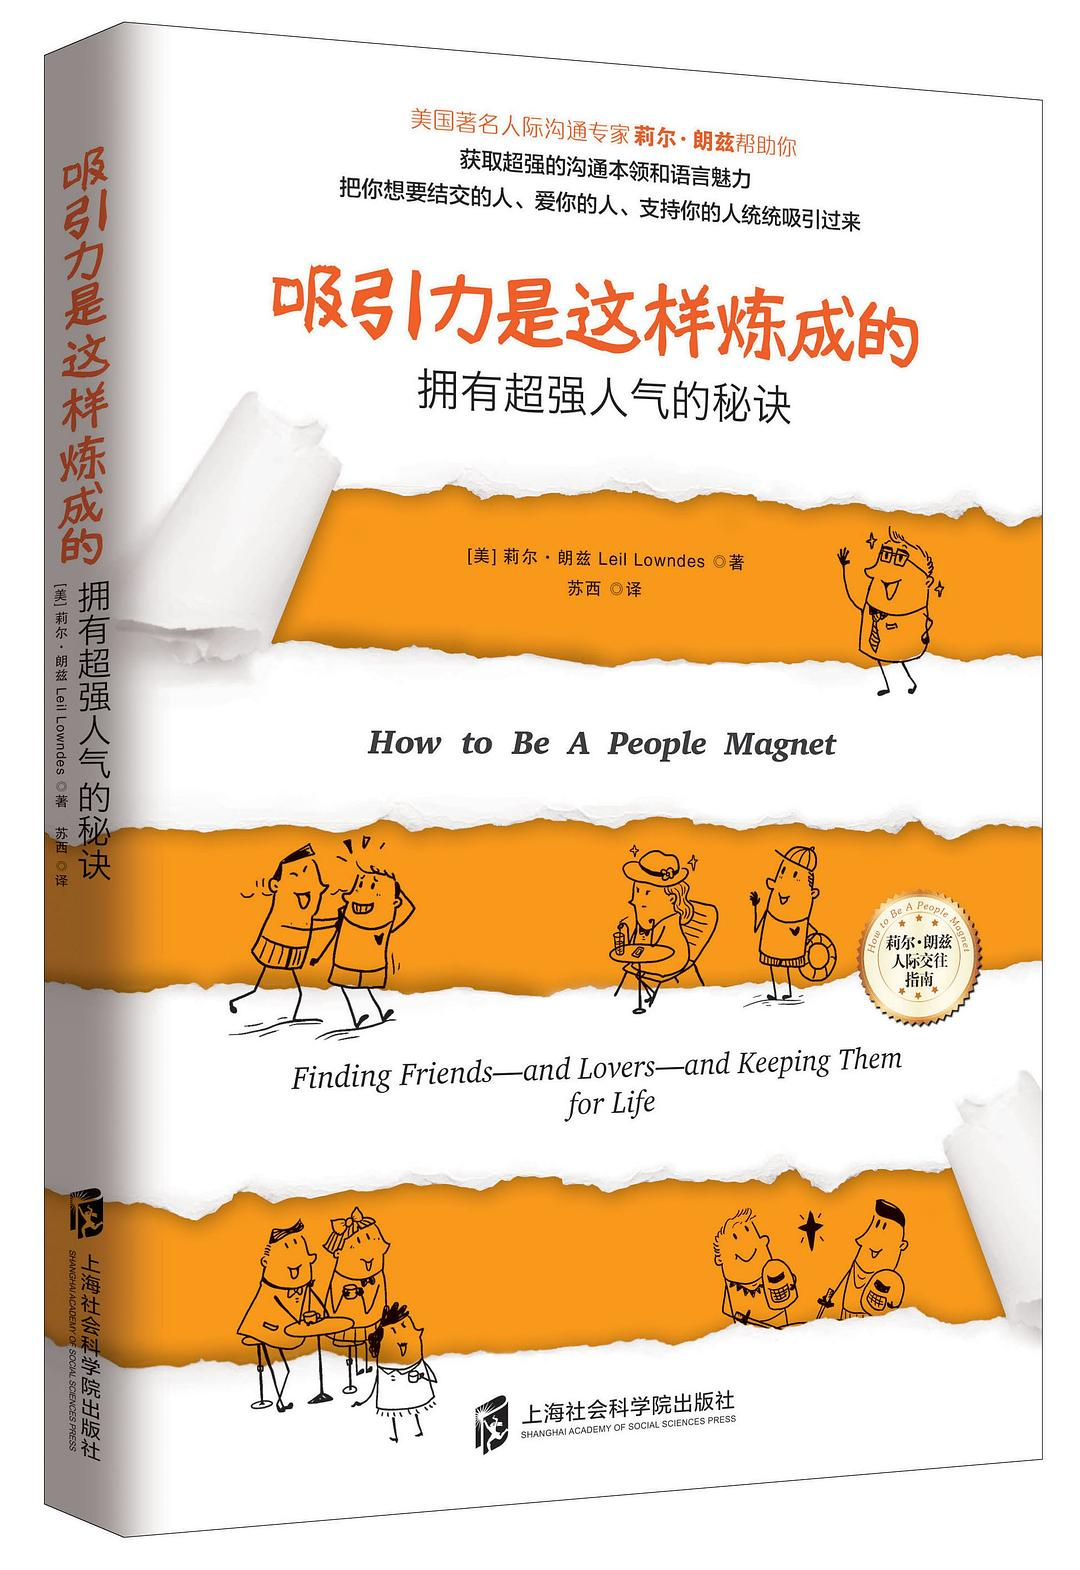 美国著名人际沟通专家莉尔·朗兹帮助你
获取超强的沟通本领和语言魅力
把你想要结交的人、爱你的人、支持你的人统统吸引过来
吸引力是这样炼成的
拥有超强人气的秘诀
[美] 莉尔·朗兹 Leil Lowndes ◎著
苏西 ◎译
How to Be A People Magnet
How to Be A People Magnet
莉尔·朗兹
人际交往
指南
Finding Friends—and Lovers—and Keeping Them
for Life
上海社会科学院出版社
SHANGHAI ACADEMY OF SOCIAL SCIENCES PRESS
吸引力是这样炼成的
拥有超强人气的秘诀
[美] 莉尔·朗兹 Leil Lowndes ◎著 苏西 ◎译
上海社会科学院出版社
SHANGHAI ACADEMY OF SOCIAL SCIENCES PRESS